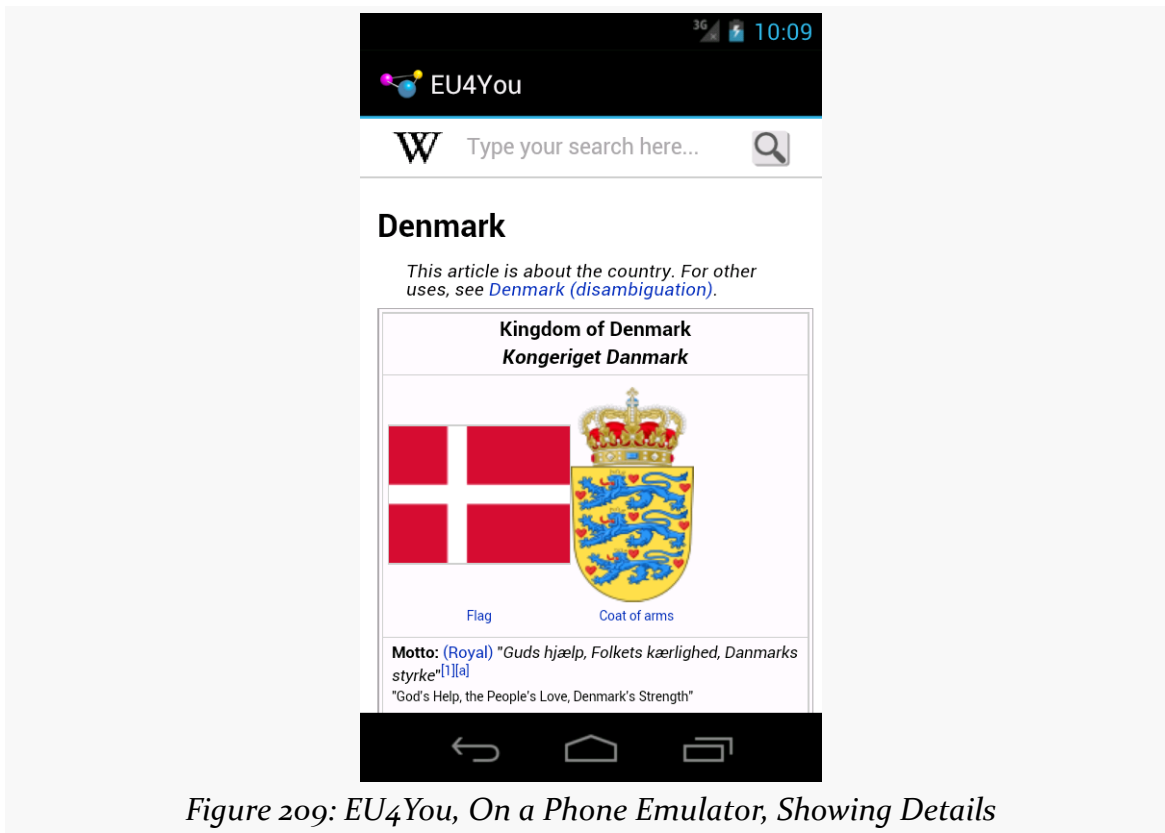 3G 10:09
EU4You
W Type your search here...
Denmark
This article is about the country. For other
uses, see Denmark (disambiguation).
Kingdom of Denmark
Kongeriget Danmark
Flag Coat of arms
Motto: (Royal) "Guds hjælp, Folkets kærlighed, Danmarks
styrke"[1][a]
"God's Help, the People's Love, Denmark's Strength"
Figure 209: EU4You, On a Phone Emulator, Showing Details